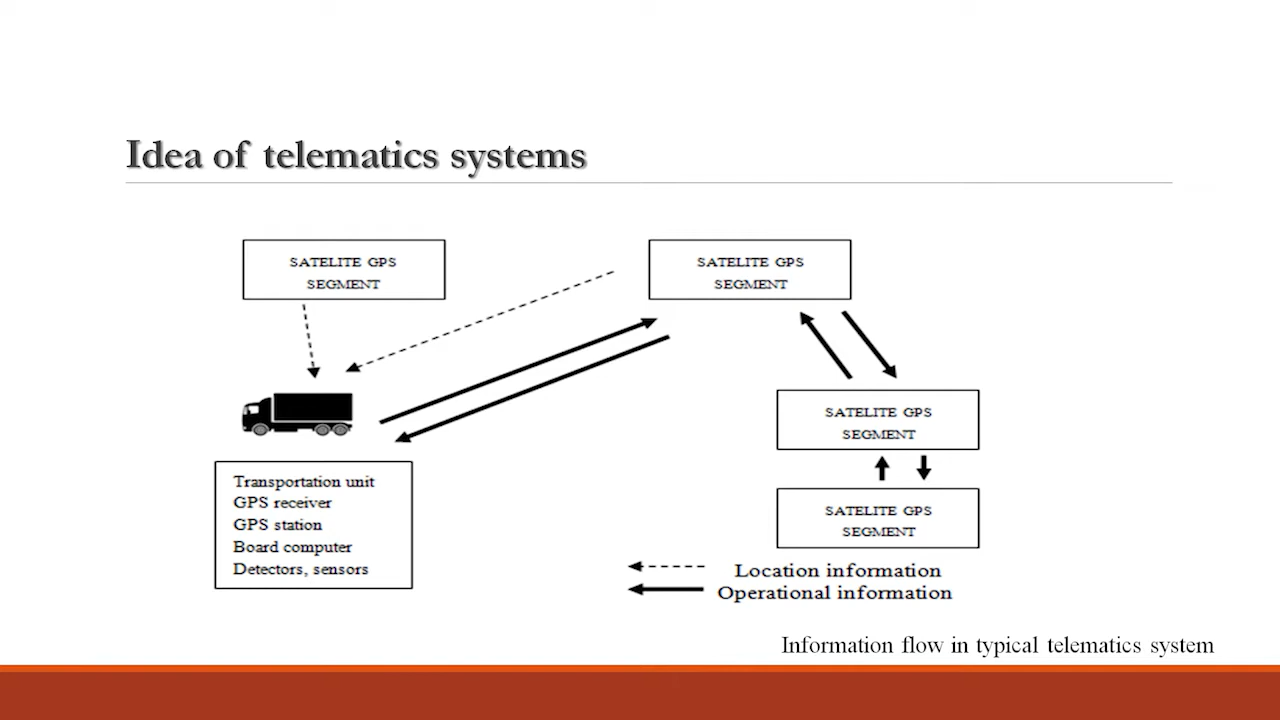 Idea of telematics systems
SATELITE GPS
SEGMENT
SATELITE GPS
SEGMENT
SATELITE GPS
SEGMENT
SATELITE GPS
SEGMENT
Transportation unit
GPS receiver
GPS station
Board computer
Detectors, sensors
Location information
Operational information
Information flow in typical telematics system